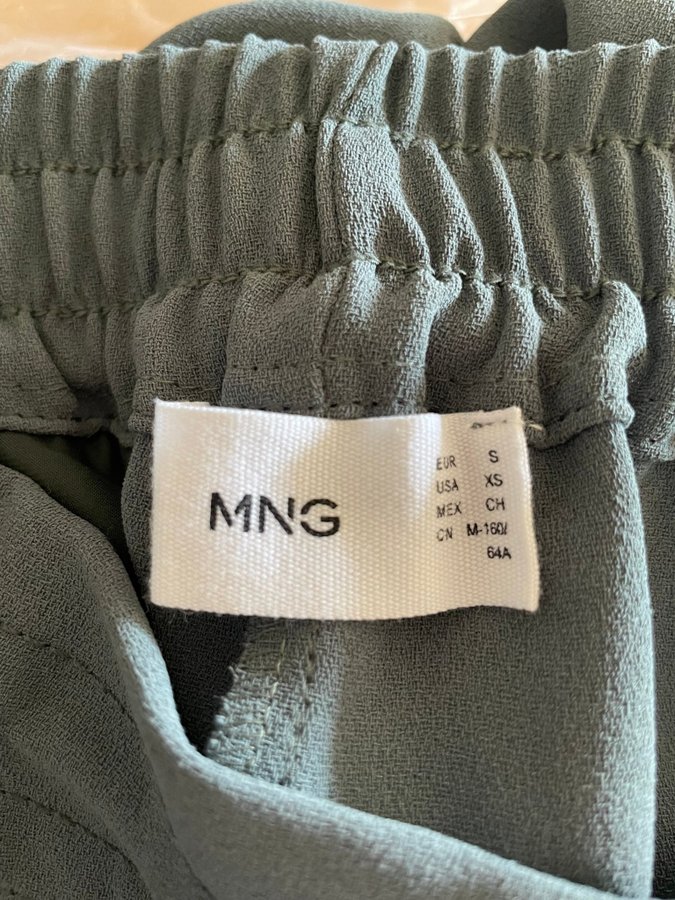 MNG
EUR S
USA XS
MEX CH
CN M-160/
64A